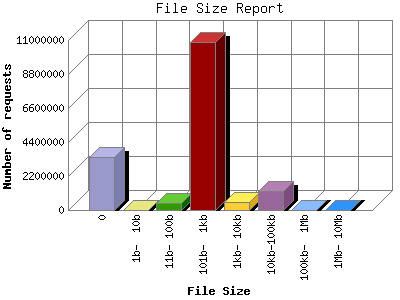 File Size Report
11000000
8800000
6600000
4400000
2200000
0
Number of requests
0
1b- 10b
11b- 100b
101b- 1kb
1kb- 10kb
10kb-100kb
100kb- 1Mb
1Mb- 10Mb
File Size